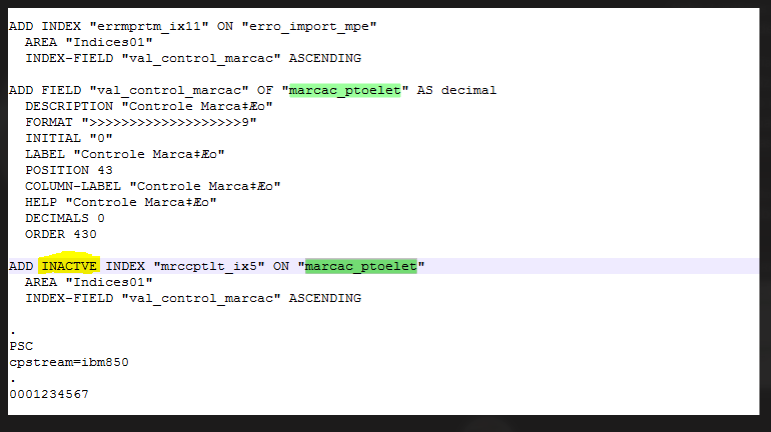 ADD INDEX "errmprtm_ix11" ON "erro_import_mpe"
AREA "Indices01"
INDEX-FIELD "val_control_marcac" ASCENDING
ADD FIELD "val_control_marcac" OF "marcac_ptoelet" AS decimal
DESCRIPTION "Controle Marca‡Æo"
FORMAT ">>>>>>>>>>>>>>>>>>>9"
INITIAL "0"
LABEL "Controle Marca‡Æo"
POSITION 43
COLUMN-LABEL "Controle Marca‡Æo"
HELP "Controle Marca‡Æo"
DECIMALS 0
ORDER 430
ADD INACTVE INDEX "mrccptlt_ix5" ON "marcac_ptoelet"
AREA "Indices01"
INDEX-FIELD "val_control_marcac" ASCENDING
.
PSC
cpstream=ibm850
.
0001234567